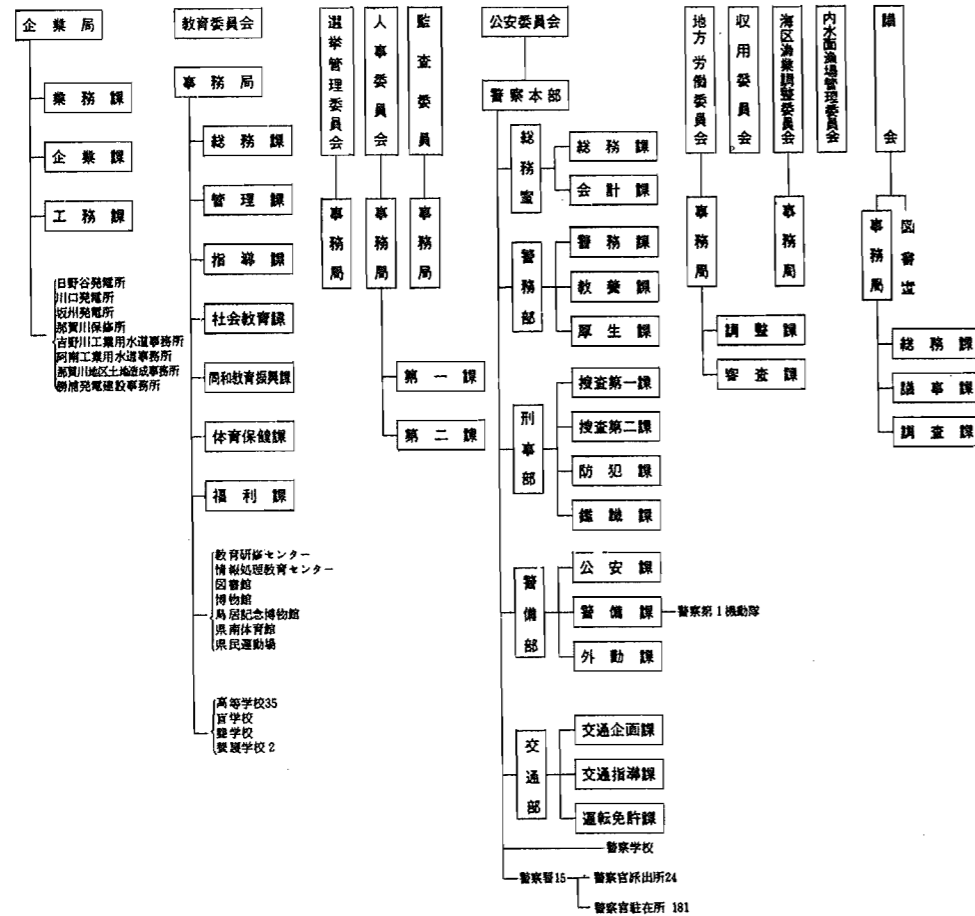 企業局
業務課
企業課
工務課
日野谷発電所
川口発電所
坂州発電所
那賀川保修所
吉野川工業用水道事務所
阿南工業用水道事務所
那賀川地区土地造成事務所
勝浦発電建設事務所
教育委員会
事務局
総務課
管理課
指導課
社会教育課
同和教育振興課
体育保健課
福利課
教育研修センター
情報処理教育センター
図書館
博物館
鳥居記念博物館
県南体育館
県民運動場
高等学校35
盲学校
聾学校
養護学校2
選挙管理委員会
事務局
人事委員会
事務局
第一課
第二課
監査委員
事務局
公安委員会
警察本部
総務室
総務課
会計課
警務部
警務課
教養課
厚生課
刑事部
捜査第一課
捜査第二課
防犯課
鑑識課
警備部
公安課
警備課
警察第1機動隊
外勤課
交通部
交通企画課
交通指導課
運転免許課
警察学校
警察署15
警察官派出所24
警察官駐在所 181
地方労働委員会
事務局
調整課
審査課
収用委員会
海区漁業調整委員会
事務局
内水面漁場管理委員会
議会
事務局
図書室
総務課
議事課
調査課